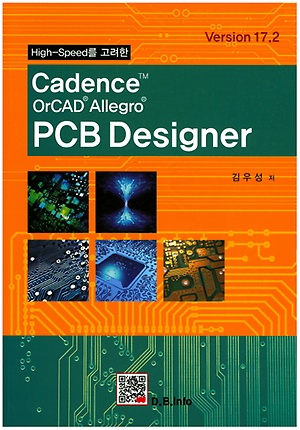 Version 17.2
High-Speed를 고려한
Cadence™
OrCAD® Allegro®
PCB Designer
김우성 저
D.B.Info